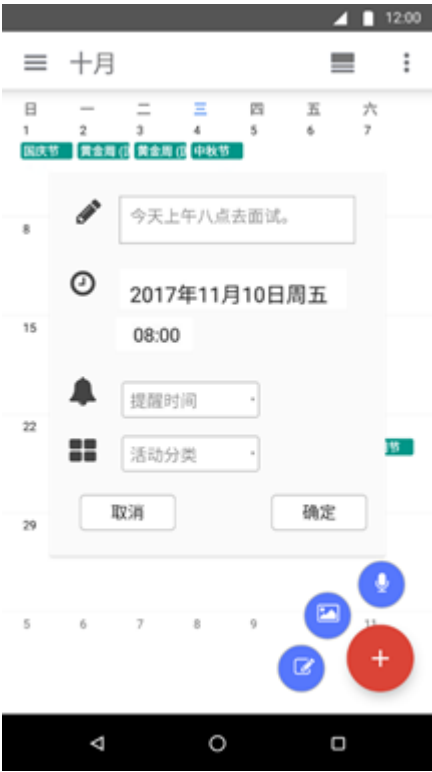 12:00
十月
日 一 二 三 四 五 六
1 2 3 4 5 6 7
国庆节 黄金周 黄金周 中秋节
今天上午八点去面试。
8
2017年11月10日周五
15
08:00
提醒时间
22
活动分类
节
取消 确定
29
5 6 7 8 9 11
+